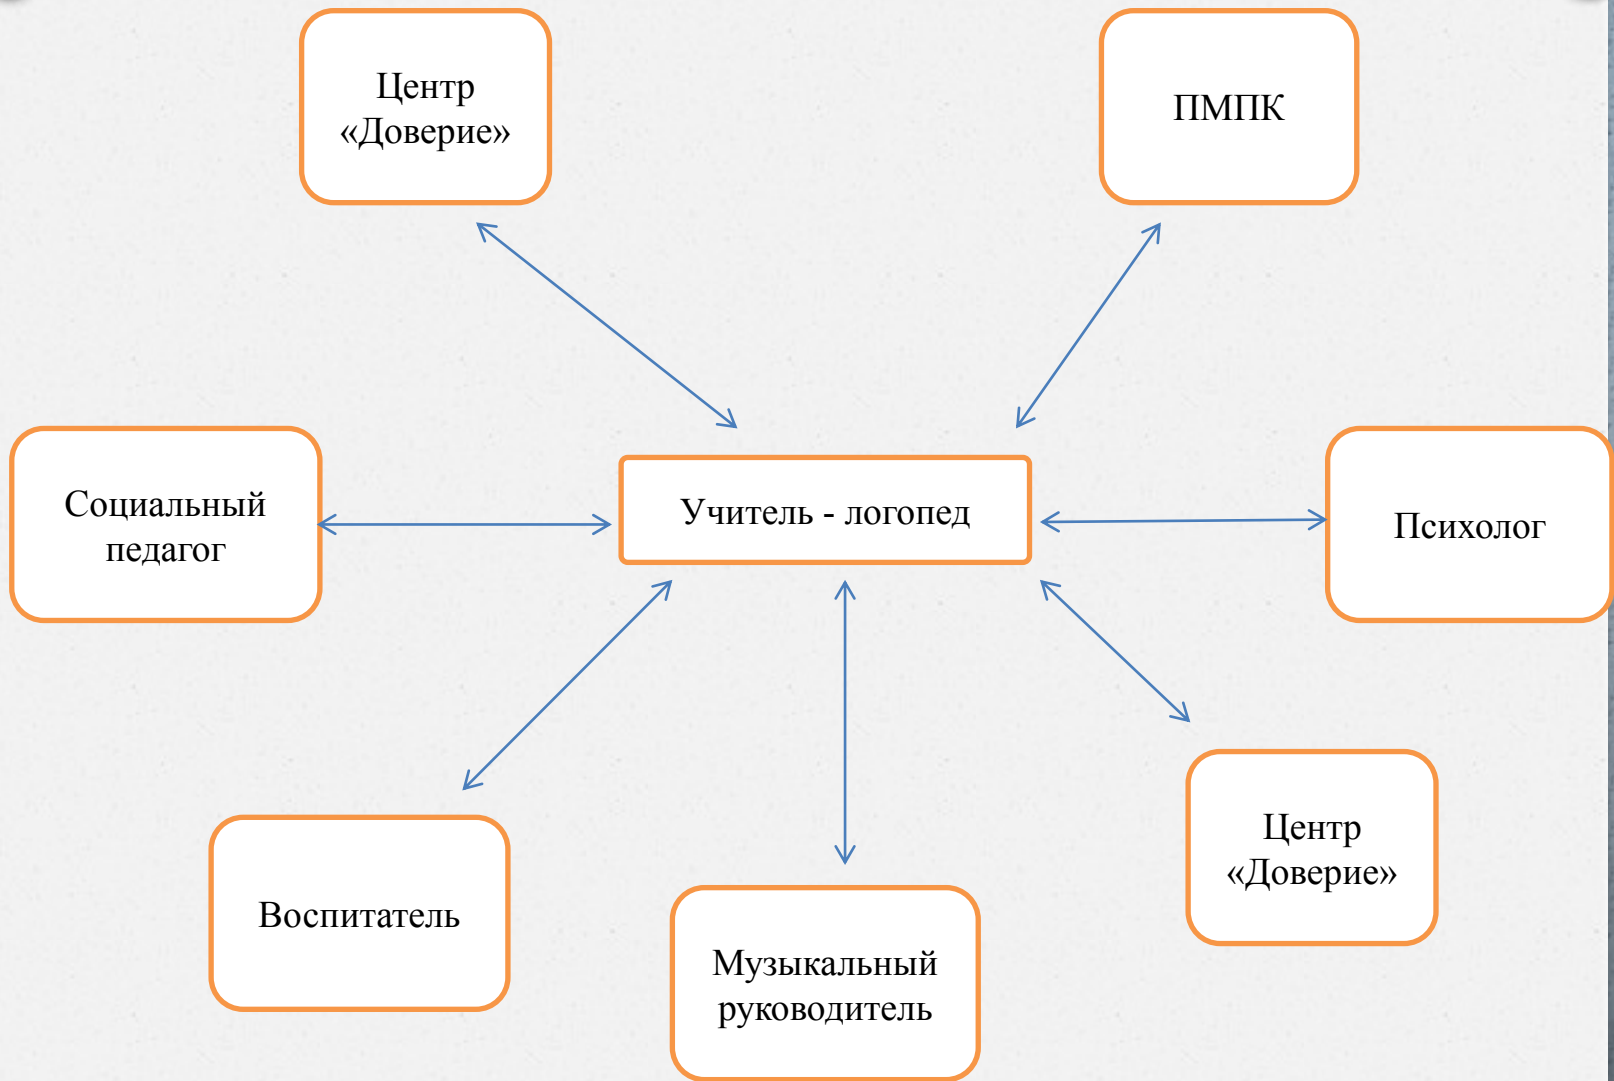 Центр
«Доверие»
ПМПК
Социальный
педагог
Учитель - логопед
Психолог
Центр
«Доверие»
Воспитатель
Музыкальный
руководитель